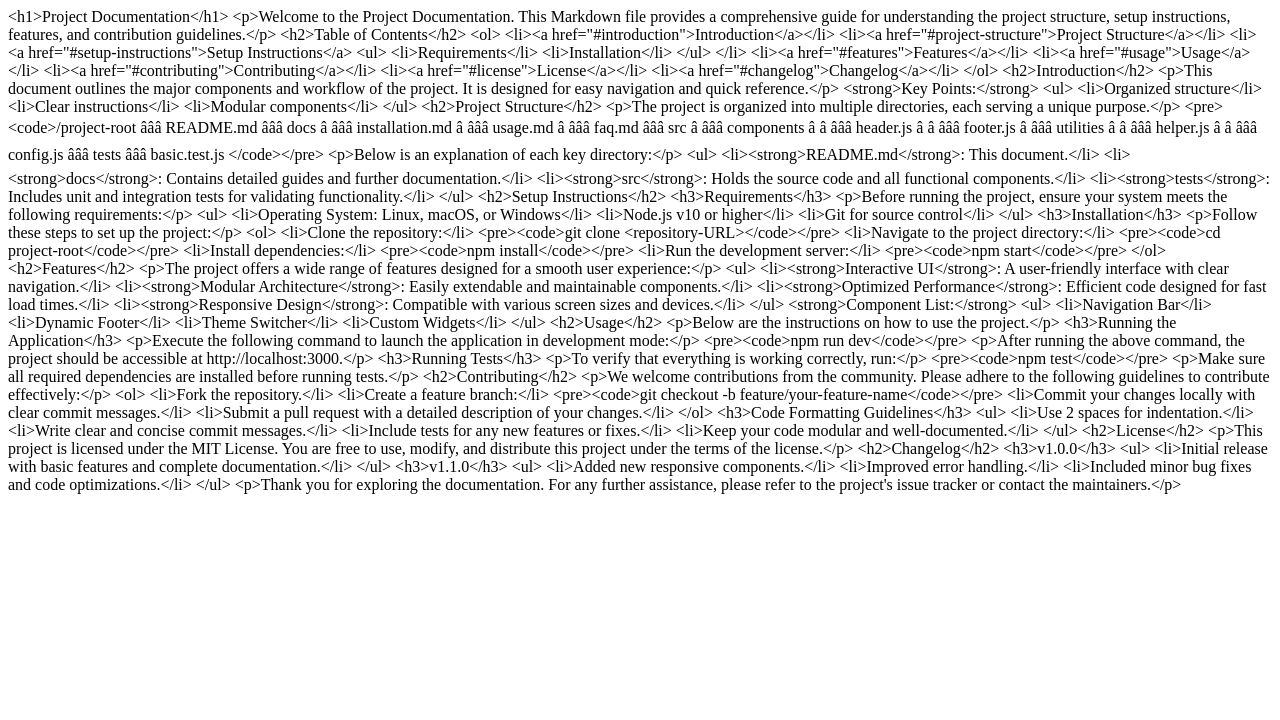 <h1>Project Documentation</h1> <p>Welcome to the Project Documentation. This Markdown file provides a comprehensive guide for understanding the project structure, setup instructions,
features, and contribution guidelines.</p> <h2>Table of Contents</h2> <ol> <li><a href="#introduction">Introduction</a></li> <li><a href="#project-structure">Project Structure</a></li> <li>
<a href="#setup-instructions">Setup Instructions</a> <ul> <li>Requirements</li> <li>Installation</li> </ul> </li> <li><a href="#features">Features</a></li> <li><a href="#usage">Usage</a>
</li> <li><a href="#contributing">Contributing</a></li> <li><a href="#license">License</a></li> <li><a href="#changelog">Changelog</a></li> </ol> <h2>Introduction</h2> <p>This
document outlines the major components and workflow of the project. It is designed for easy navigation and quick reference.</p> <strong>Key Points:</strong> <ul> <li>Organized structure</li>
<li>Clear instructions</li> <li>Modular components</li> </ul> <h2>Project Structure</h2> <p>The project is organized into multiple directories, each serving a unique purpose.</p> <pre>
<code>/project-root âââ README.md âââ docs â âââ installation.md â âââ usage.md â âââ faq.md âââ src â âââ components â â âââ header.js â â âââ footer.js â âââ utilities â â âââ helper.js â â âââ
config.js âââ tests âââ basic.test.js </code></pre> <p>Below is an explanation of each key directory:</p> <ul> <li><strong>README.md</strong>: This document.</li> <li>
<strong>docs</strong>: Contains detailed guides and further documentation.</li> <li><strong>src</strong>: Holds the source code and all functional components.</li> <li><strong>tests</strong>:
Includes unit and integration tests for validating functionality.</li> </ul> <h2>Setup Instructions</h2> <h3>Requirements</h3> <p>Before running the project, ensure your system meets the
following requirements:</p> <ul> <li>Operating System: Linux, macOS, or Windows</li> <li>Node.js v10 or higher</li> <li>Git for source control</li> </ul> <h3>Installation</h3> <p>Follow
these steps to set up the project:</p> <ol> <li>Clone the repository:</li> <pre><code>git clone <repository-URL></code></pre> <li>Navigate to the project directory:</li> <pre><code>cd
project-root</code></pre> <li>Install dependencies:</li> <pre><code>npm install</code></pre> <li>Run the development server:</li> <pre><code>npm start</code></pre> </ol>
<h2>Features</h2> <p>The project offers a wide range of features designed for a smooth user experience:</p> <ul> <li><strong>Interactive UI</strong>: A user-friendly interface with clear
navigation.</li> <li><strong>Modular Architecture</strong>: Easily extendable and maintainable components.</li> <li><strong>Optimized Performance</strong>: Efficient code designed for fast
load times.</li> <li><strong>Responsive Design</strong>: Compatible with various screen sizes and devices.</li> </ul> <strong>Component List:</strong> <ul> <li>Navigation Bar</li>
<li>Dynamic Footer</li> <li>Theme Switcher</li> <li>Custom Widgets</li> </ul> <h2>Usage</h2> <p>Below are the instructions on how to use the project.</p> <h3>Running the
Application</h3> <p>Execute the following command to launch the application in development mode:</p> <pre><code>npm run dev</code></pre> <p>After running the above command, the
project should be accessible at http://localhost:3000.</p> <h3>Running Tests</h3> <p>To verify that everything is working correctly, run:</p> <pre><code>npm test</code></pre> <p>Make sure
all required dependencies are installed before running tests.</p> <h2>Contributing</h2> <p>We welcome contributions from the community. Please adhere to the following guidelines to contribute
effectively:</p> <ol> <li>Fork the repository.</li> <li>Create a feature branch:</li> <pre><code>git checkout -b feature/your-feature-name</code></pre> <li>Commit your changes locally with
clear commit messages.</li> <li>Submit a pull request with a detailed description of your changes.</li> </ol> <h3>Code Formatting Guidelines</h3> <ul> <li>Use 2 spaces for indentation.</li>
<li>Write clear and concise commit messages.</li> <li>Include tests for any new features or fixes.</li> <li>Keep your code modular and well-documented.</li> </ul> <h2>License</h2> <p>This
project is licensed under the MIT License. You are free to use, modify, and distribute this project under the terms of the license.</p> <h2>Changelog</h2> <h3>v1.0.0</h3> <ul> <li>Initial release
with basic features and complete documentation.</li> </ul> <h3>v1.1.0</h3> <ul> <li>Added new responsive components.</li> <li>Improved error handling.</li> <li>Included minor bug fixes
and code optimizations.</li> </ul> <p>Thank you for exploring the documentation. For any further assistance, please refer to the project's issue tracker or contact the maintainers.</p>